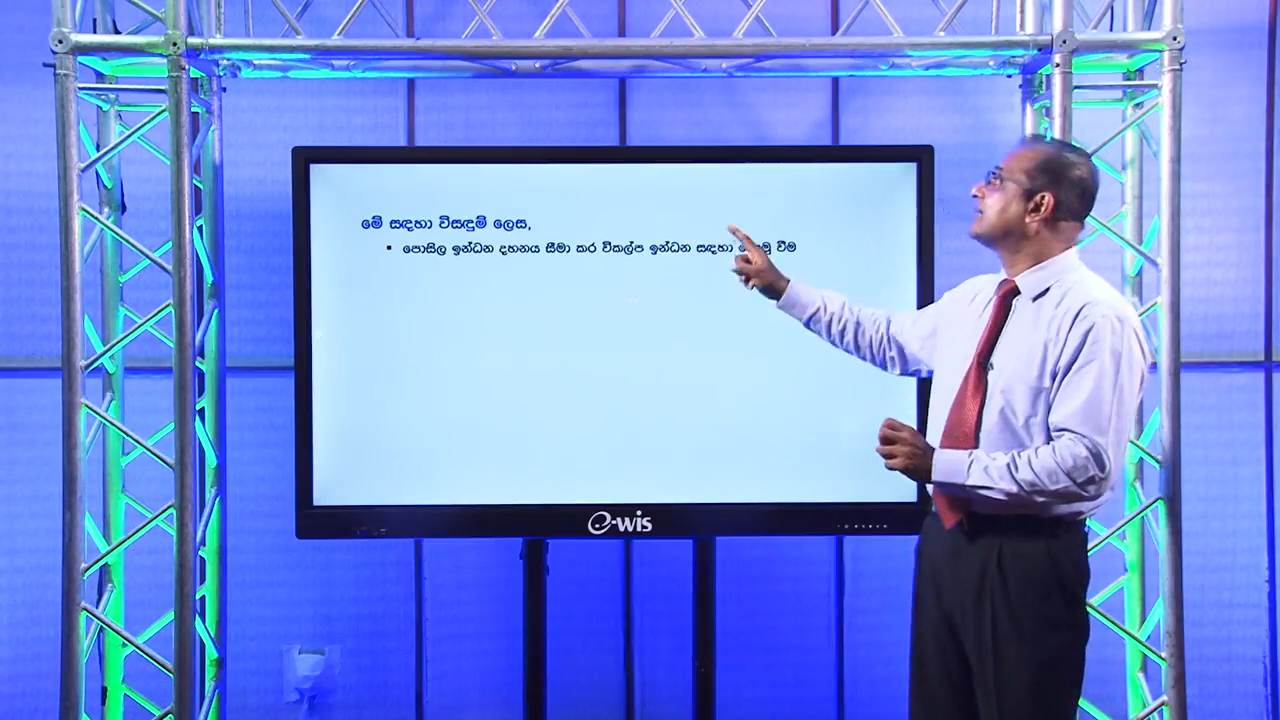 මේ සඳහා විසඳුම් ලෙස,
▪ පොසිල ඉන්ධන දහනය සීමා කර විකල්ප ඉන්ධන සඳහා වීම
e-wis